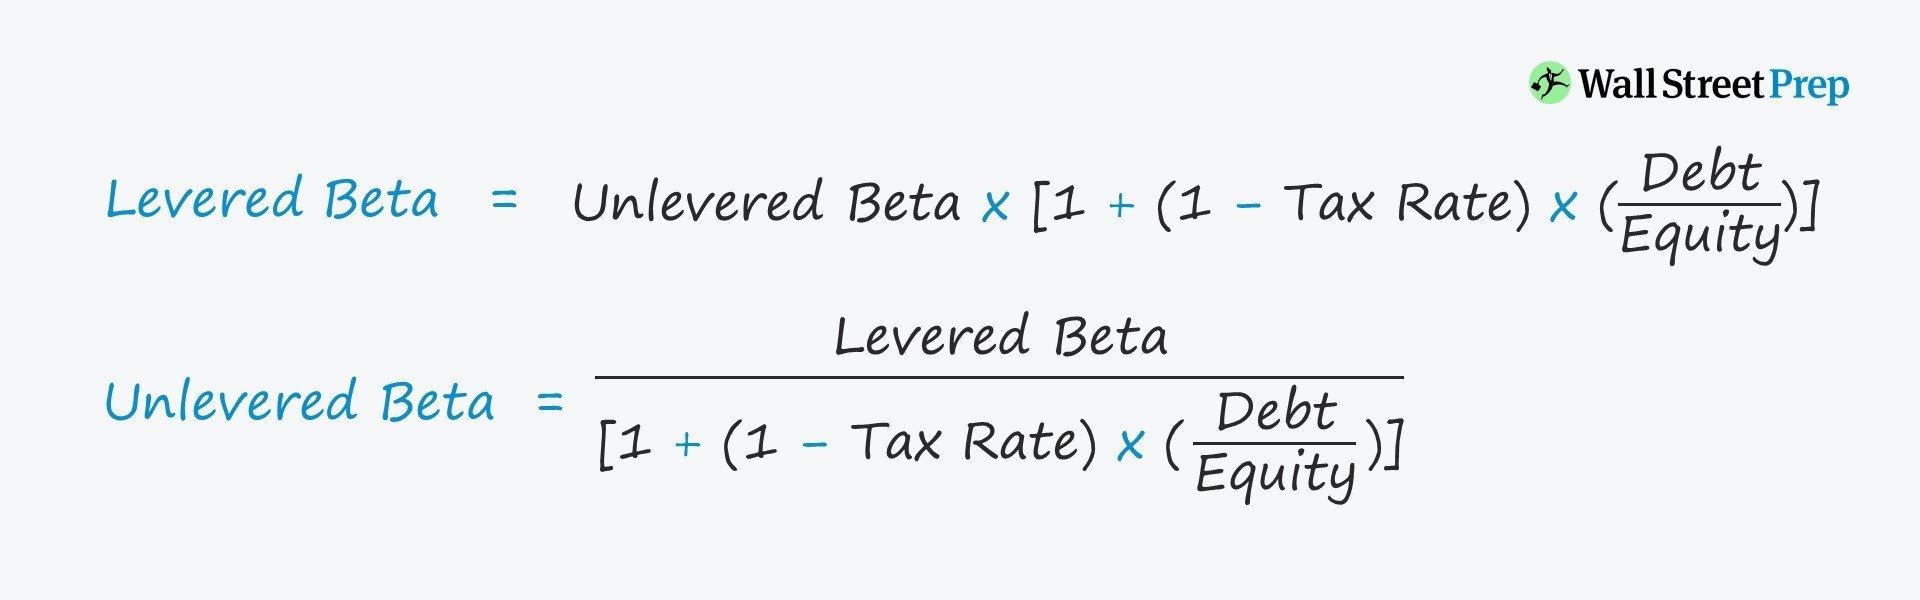 Wall Street Prep
Levered Beta = Unlevered Beta x [1 + (1 - Tax Rate) x (Debt/Equity)]
Unlevered Beta = Levered Beta / [1 + (1 - Tax Rate) x (Debt/Equity)]